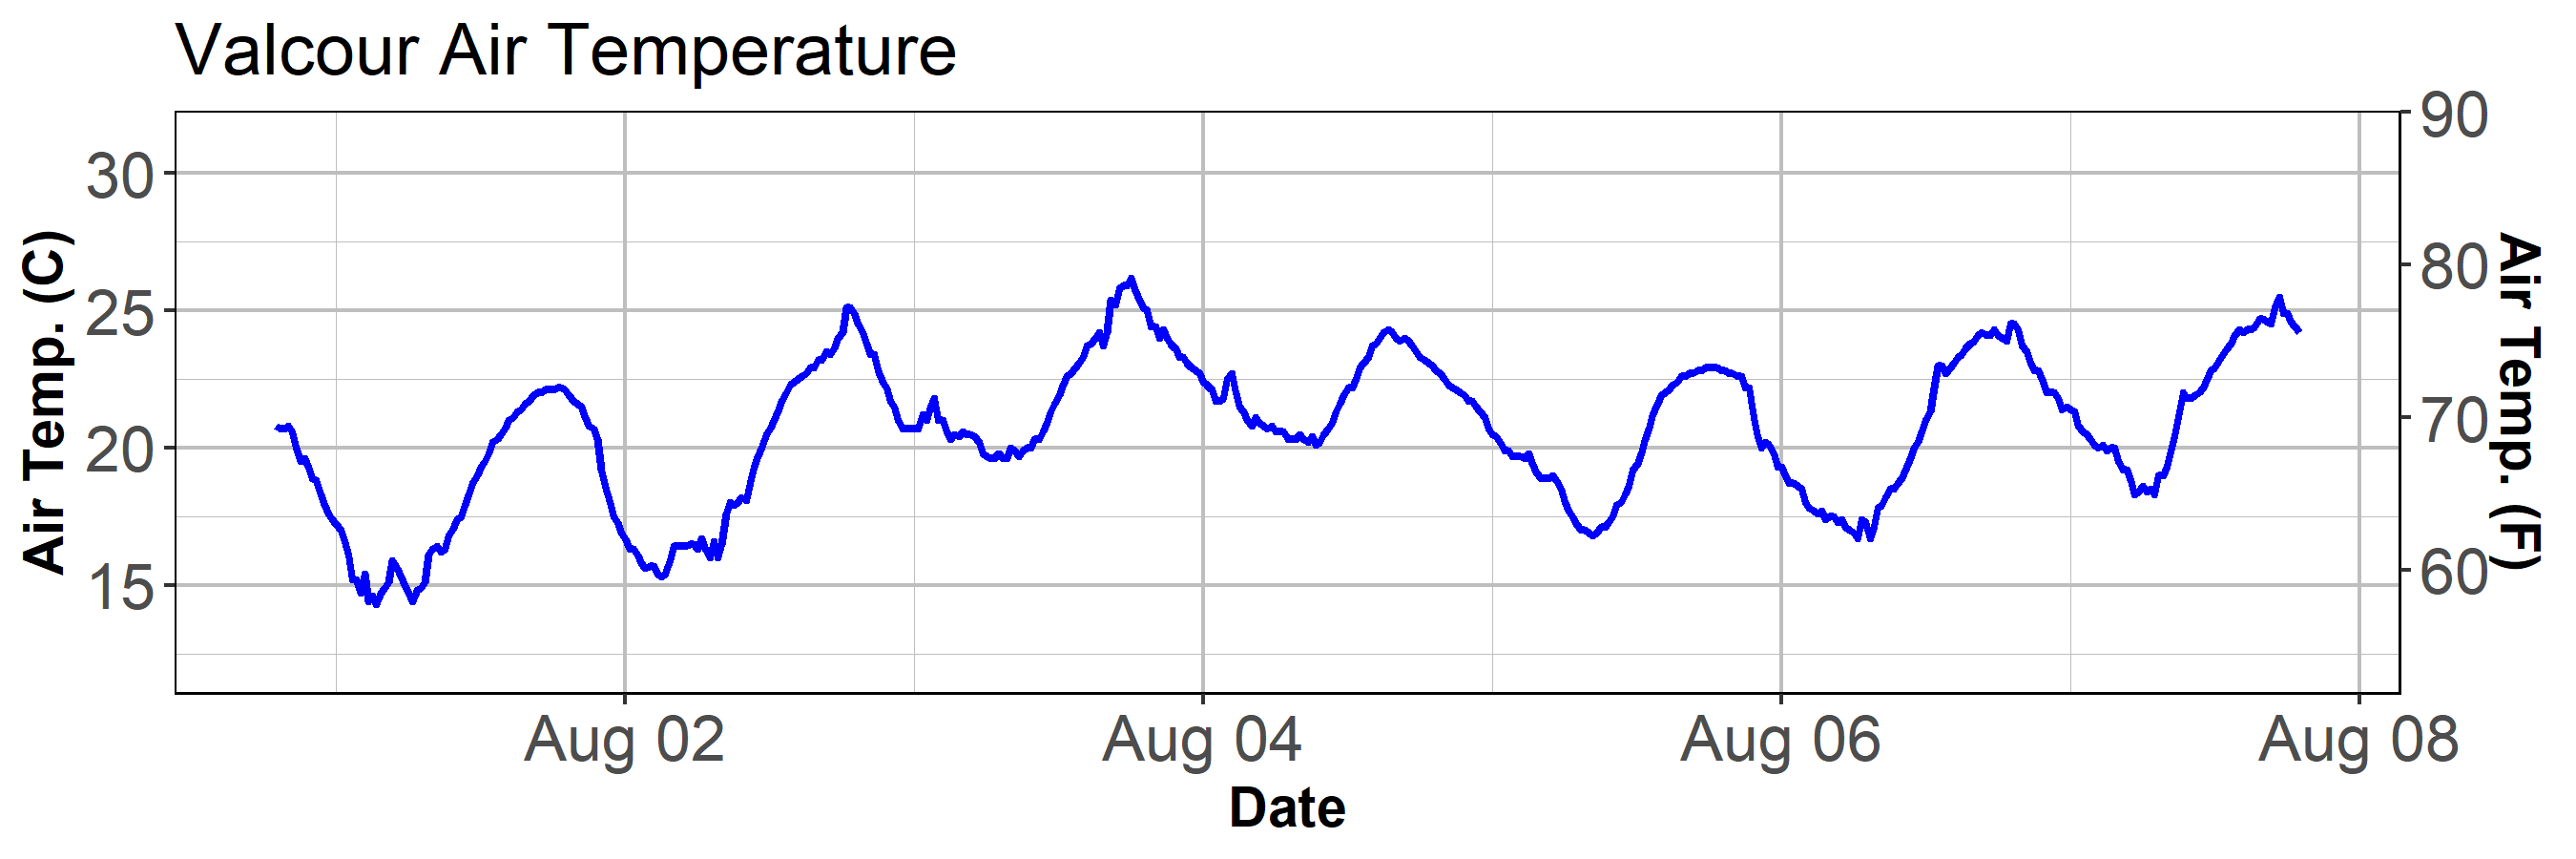 Valcour Air Temperature
Air Temp. (C)
30
25
20
15
90
80
70
60
Air Temp. (F)
Aug 02
Aug 04
Aug 06
Aug 08
Date